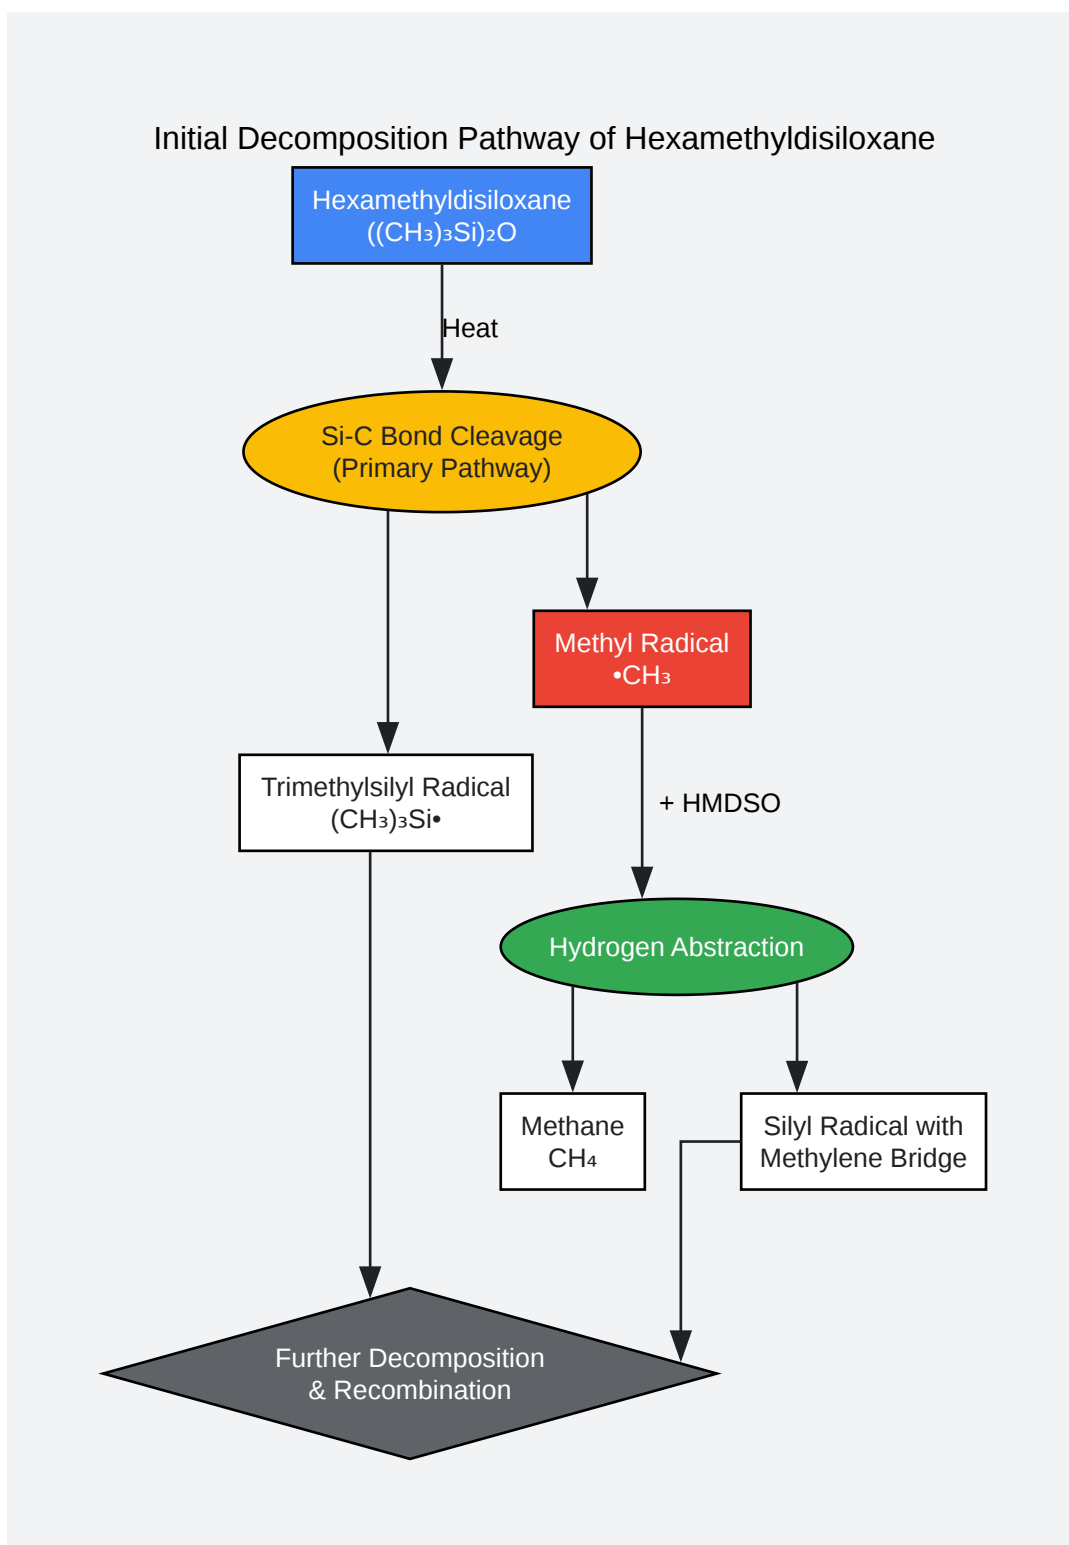 Initial Decomposition Pathway of Hexamethyldisiloxane
Hexamethyldisiloxane
((CH₃)₃Si)₂O
Heat
Si-C Bond Cleavage
(Primary Pathway)
Methyl Radical
•CH₃
Trimethylsilyl Radical
(CH₃)₃Si•
+ HMDSO
Hydrogen Abstraction
Methane
CH₄
Silyl Radical with
Methylene Bridge
Further Decomposition
& Recombination